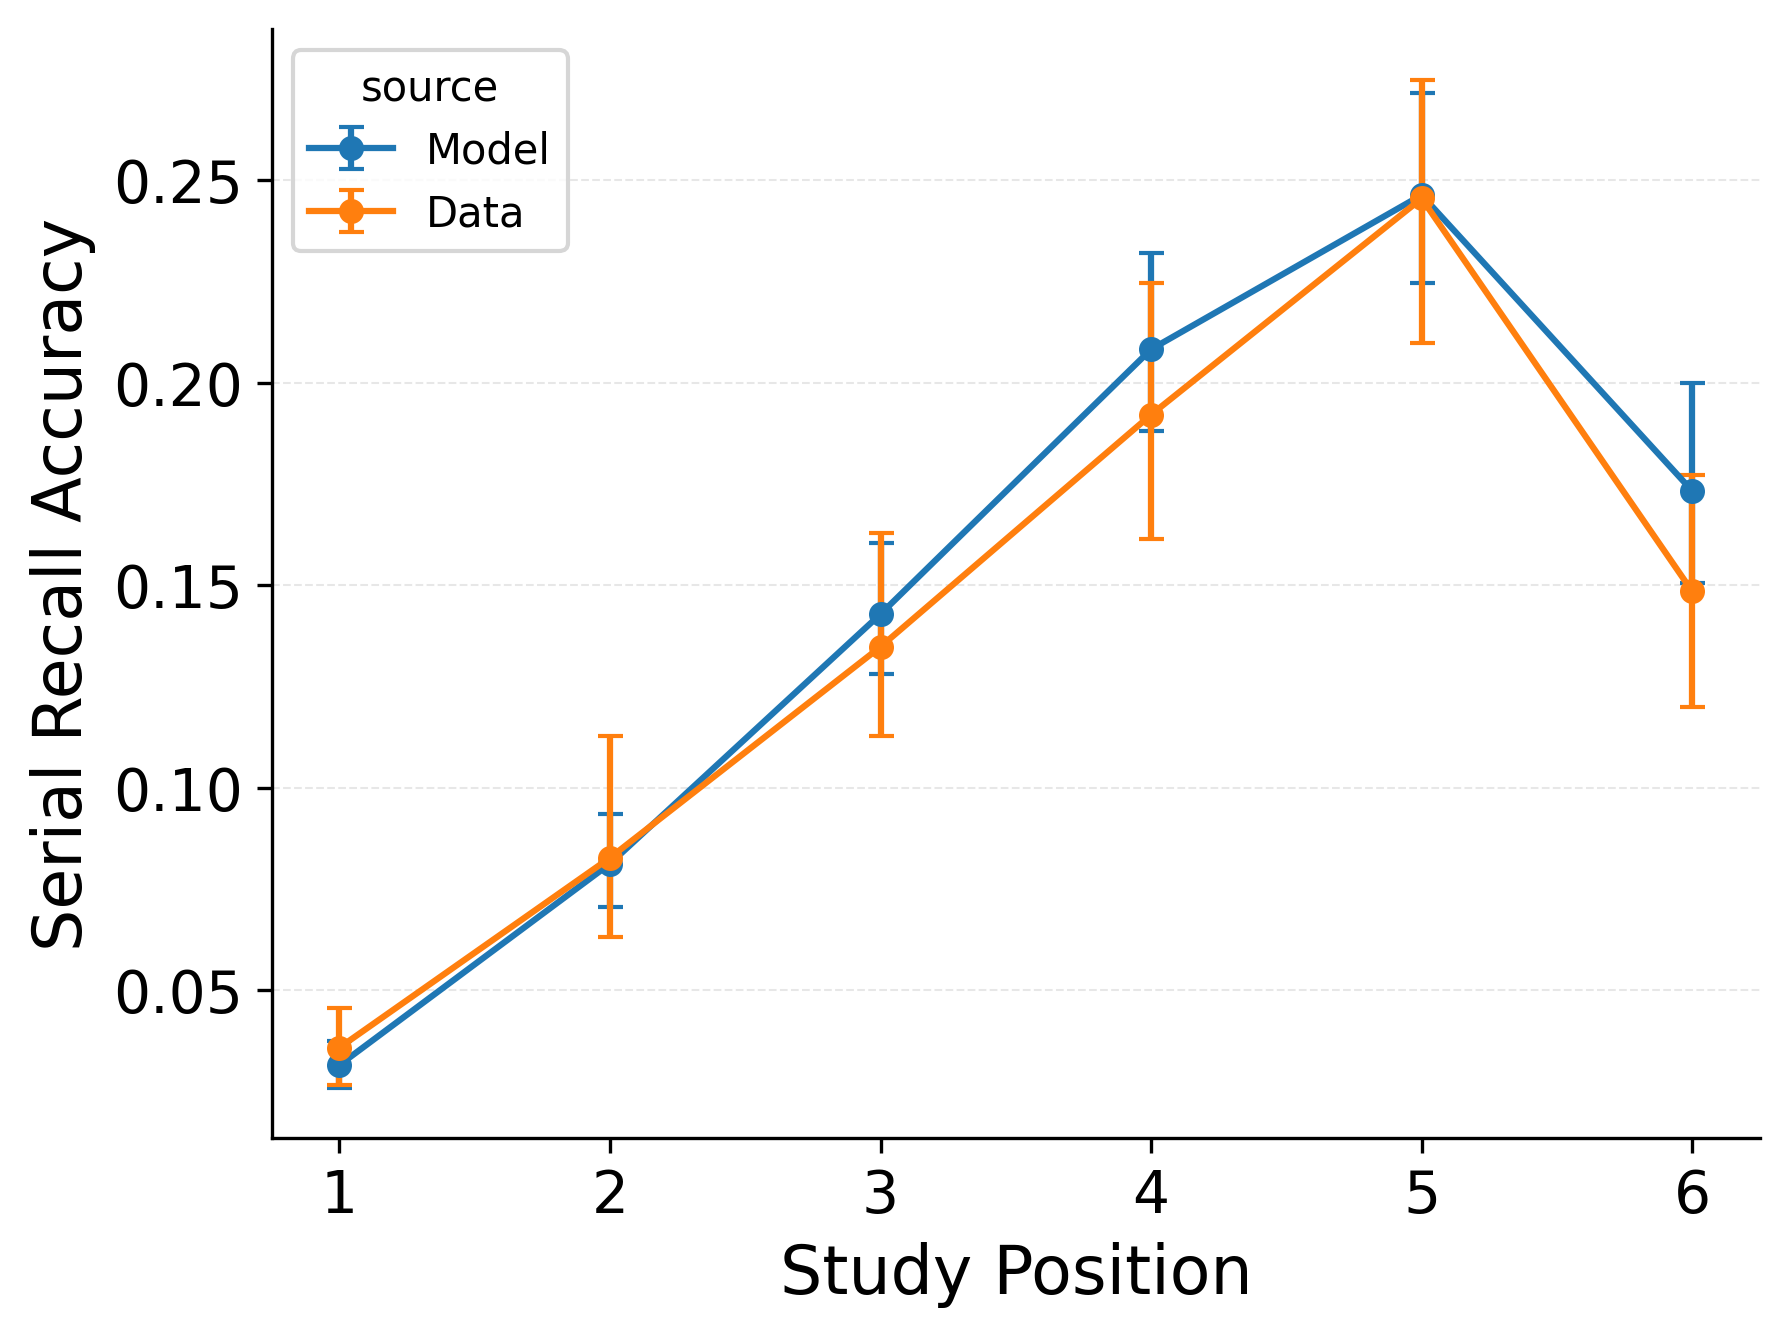 source
Model
Data
Serial Recall Accuracy
0.25
0.20
0.15
0.10
0.05
1 2 3 4 5 6
Study Position